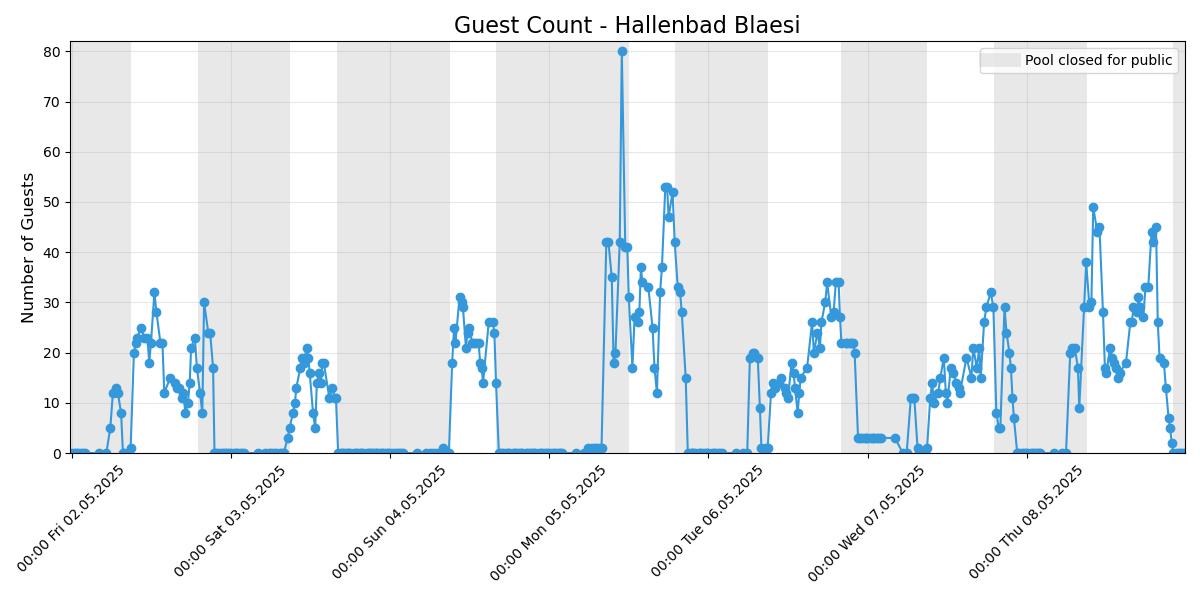 Guest Count - Hallenbad Blaesi
Pool closed for public
Number of Guests
80
70
60
50
40
30
20
10
0
00:00 Fri 02.05.2025
00:00 Sat 03.05.2025
00:00 Sun 04.05.2025
00:00 Mon 05.05.2025
00:00 Tue 06.05.2025
00:00 Wed 07.05.2025
00:00 Thu 08.05.2025